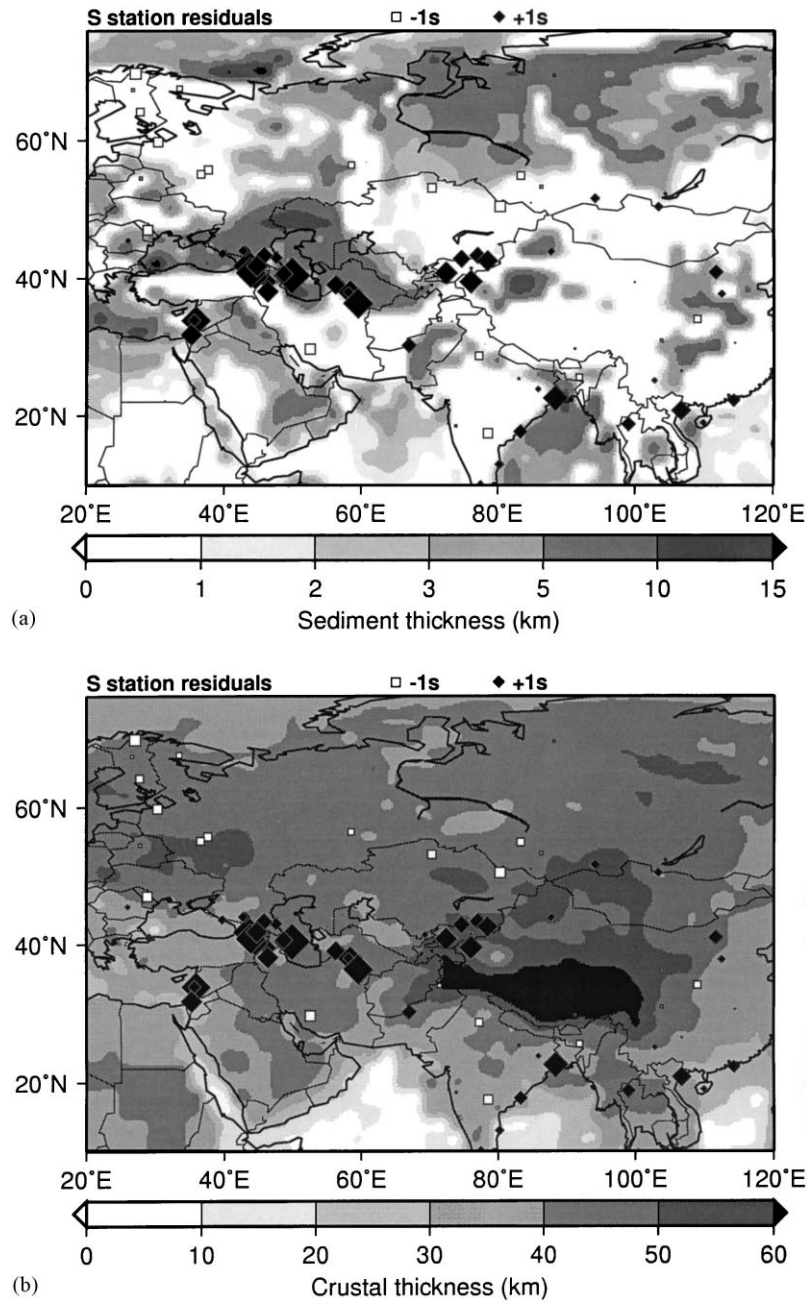 S station residuals -1s +1s
60˚N
40˚N
20˚N
20˚E 40˚E 60˚E 80˚E 100˚E 120˚E
0 1 2 3 5 10 15
(a) Sediment thickness (km)
S station residuals -1s +1s
60˚N
40˚N
20˚N
20˚E 40˚E 60˚E 80˚E 100˚E 120˚E
0 10 20 30 40 50 60
(b) Crustal thickness (km)